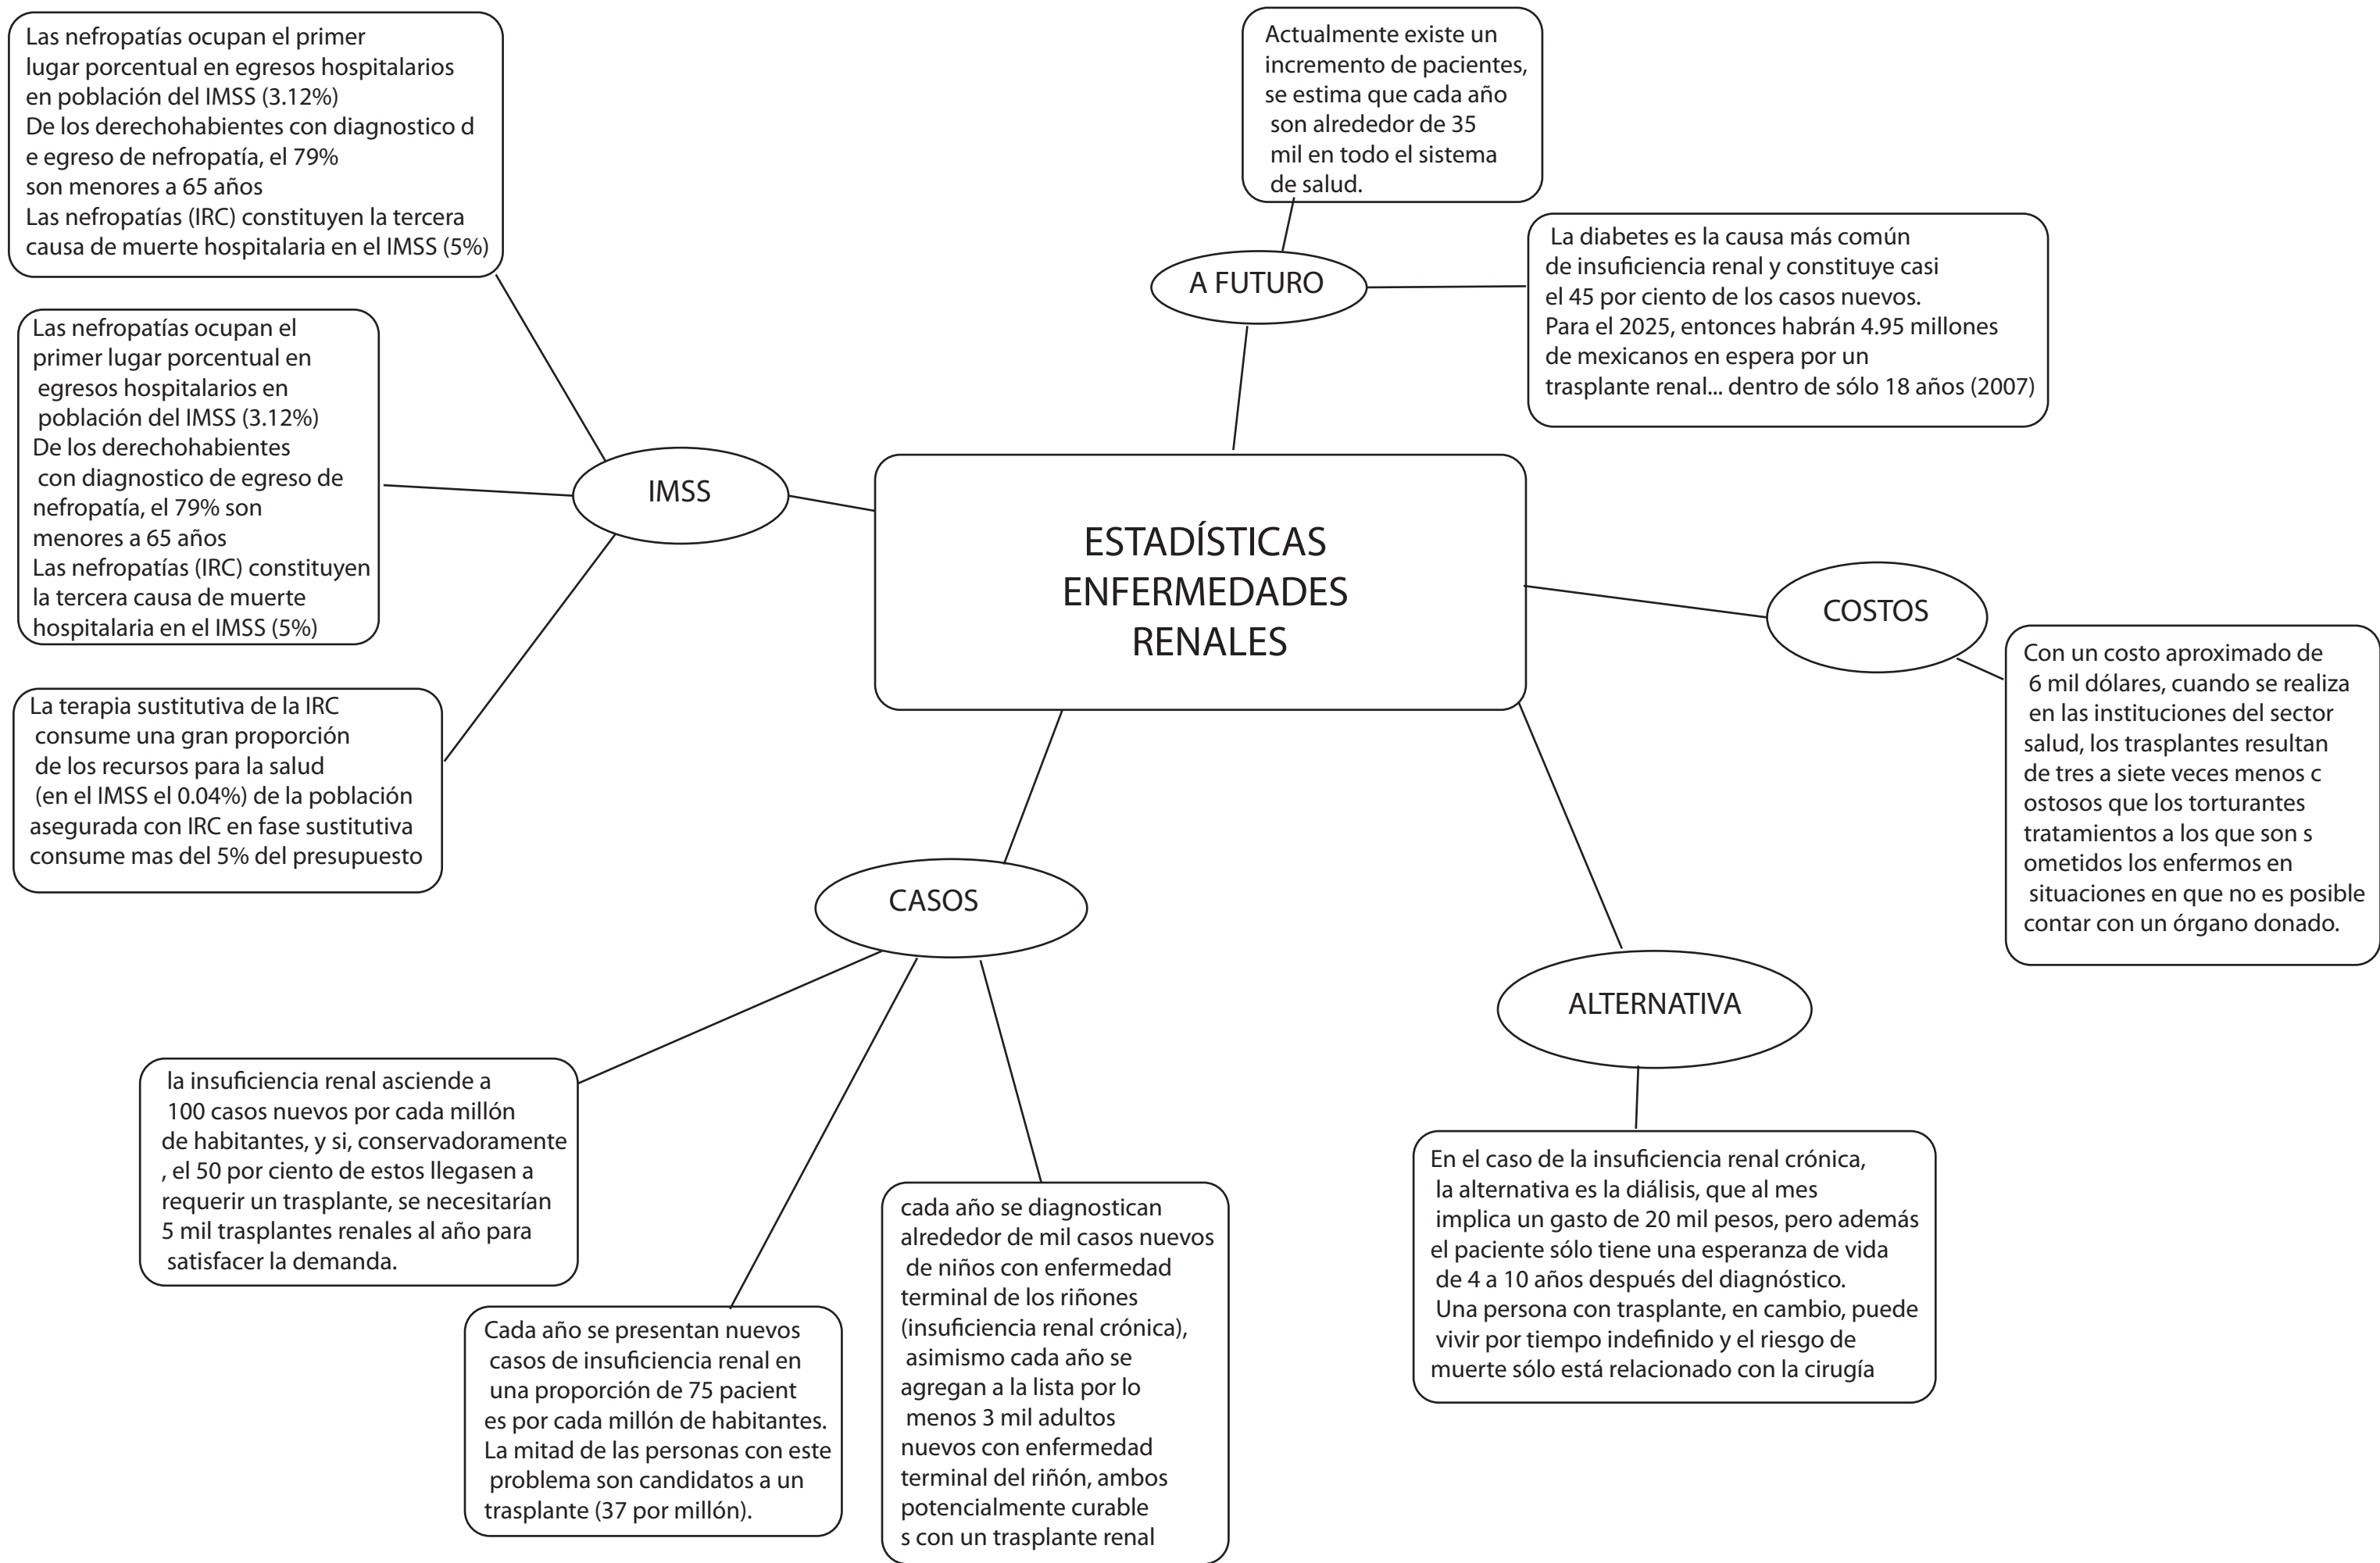 Las nefropatías ocupan el primer
lugar porcentual en egresos hospitalarios
en población del IMSS (3.12%)
De los derechohabientes con diagnostico d
e egreso de nefropatía, el 79%
son menores a 65 años
Las nefropatías (IRC) constituyen la tercera
causa de muerte hospitalaria en el IMSS (5%)
Las nefropatías ocupan el
primer lugar porcentual en
egresos hospitalarios en
población del IMSS (3.12%)
De los derechohabientes
con diagnostico de egreso de
nefropatía, el 79% son
menores a 65 años
Las nefropatías (IRC) constituyen
la tercera causa de muerte
hospitalaria en el IMSS (5%)
La terapia sustitutiva de la IRC
consume una gran proporción
de los recursos para la salud
(en el IMSS el 0.04%) de la población
asegurada con IRC en fase sustitutiva
consume mas del 5% del presupuesto
IMSS
Actualmente existe un
incremento de pacientes,
se estima que cada año
son alrededor de 35
mil en todo el sistema
de salud.
A FUTURO
La diabetes es la causa más común
de insuficiencia renal y constituye casi
el 45 por ciento de los casos nuevos.
Para el 2025, entonces habrán 4.95 millones
de mexicanos en espera por un
trasplante renal... dentro de sólo 18 años (2007)
ESTADÍSTICAS
ENFERMEDADES
RENALES
COSTOS
Con un costo aproximado de
6 mil dólares, cuando se realiza
en las instituciones del sector
salud, los trasplantes resultan
de tres a siete veces menos c
ostosos que los torturantes
tratamientos a los que son s
ometidos los enfermos en
situaciones en que no es posible
contar con un órgano donado.
CASOS
la insuficiencia renal asciende a
100 casos nuevos por cada millón
de habitantes, y si, conservadoramente
, el 50 por ciento de estos llegasen a
requerir un trasplante, se necesitarían
5 mil trasplantes renales al año para
satisfacer la demanda.
Cada año se presentan nuevos
casos de insuficiencia renal en
una proporción de 75 pacient
es por cada millón de habitantes.
La mitad de las personas con este
problema son candidatos a un
trasplante (37 por millón).
cada año se diagnostican
alrededor de mil casos nuevos
de niños con enfermedad
terminal de los riñones
(insuficiencia renal crónica),
asimismo cada año se
agregan a la lista por lo
menos 3 mil adultos
nuevos con enfermedad
terminal del riñón, ambos
potencialmente curable
s con un trasplante renal
ALTERNATIVA
En el caso de la insuficiencia renal crónica,
la alternativa es la diálisis, que al mes
implica un gasto de 20 mil pesos, pero además
el paciente sólo tiene una esperanza de vida
de 4 a 10 años después del diagnóstico.
Una persona con trasplante, en cambio, puede
vivir por tiempo indefinido y el riesgo de
muerte sólo está relacionado con la cirugía